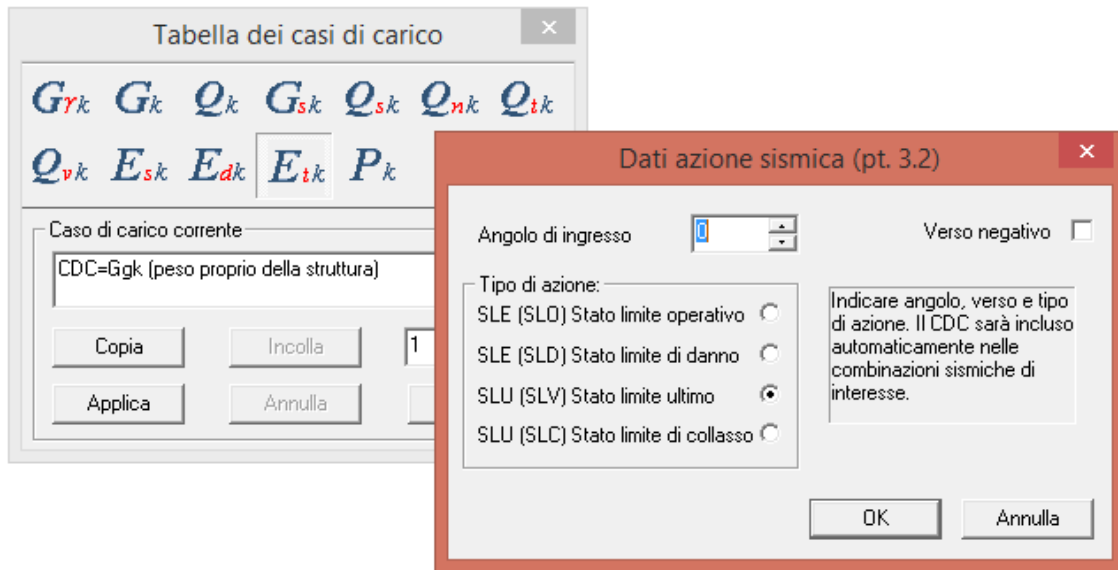 Tabella dei casi di carico
Gγk Gk Qk Gsk Qsk Qnk Qtk
Qvk Esk Edk Etk Pk
Caso di carico corrente
CDC=Ggk (peso proprio della struttura)
Copia Incolla 1
Applica Annulla
Dati azione sismica (pt. 3.2)
Angolo di ingresso 0 Verso negativo
Tipo di azione:
SLE (SLO) Stato limite operativo
SLE (SLD) Stato limite di danno
SLU (SLV) Stato limite ultimo
SLU (SLC) Stato limite di collasso
Indicare angolo, verso e tipo
di azione. Il CDC sarà incluso
automaticamente nelle
combinazioni sismiche di
interesse.
OK Annulla